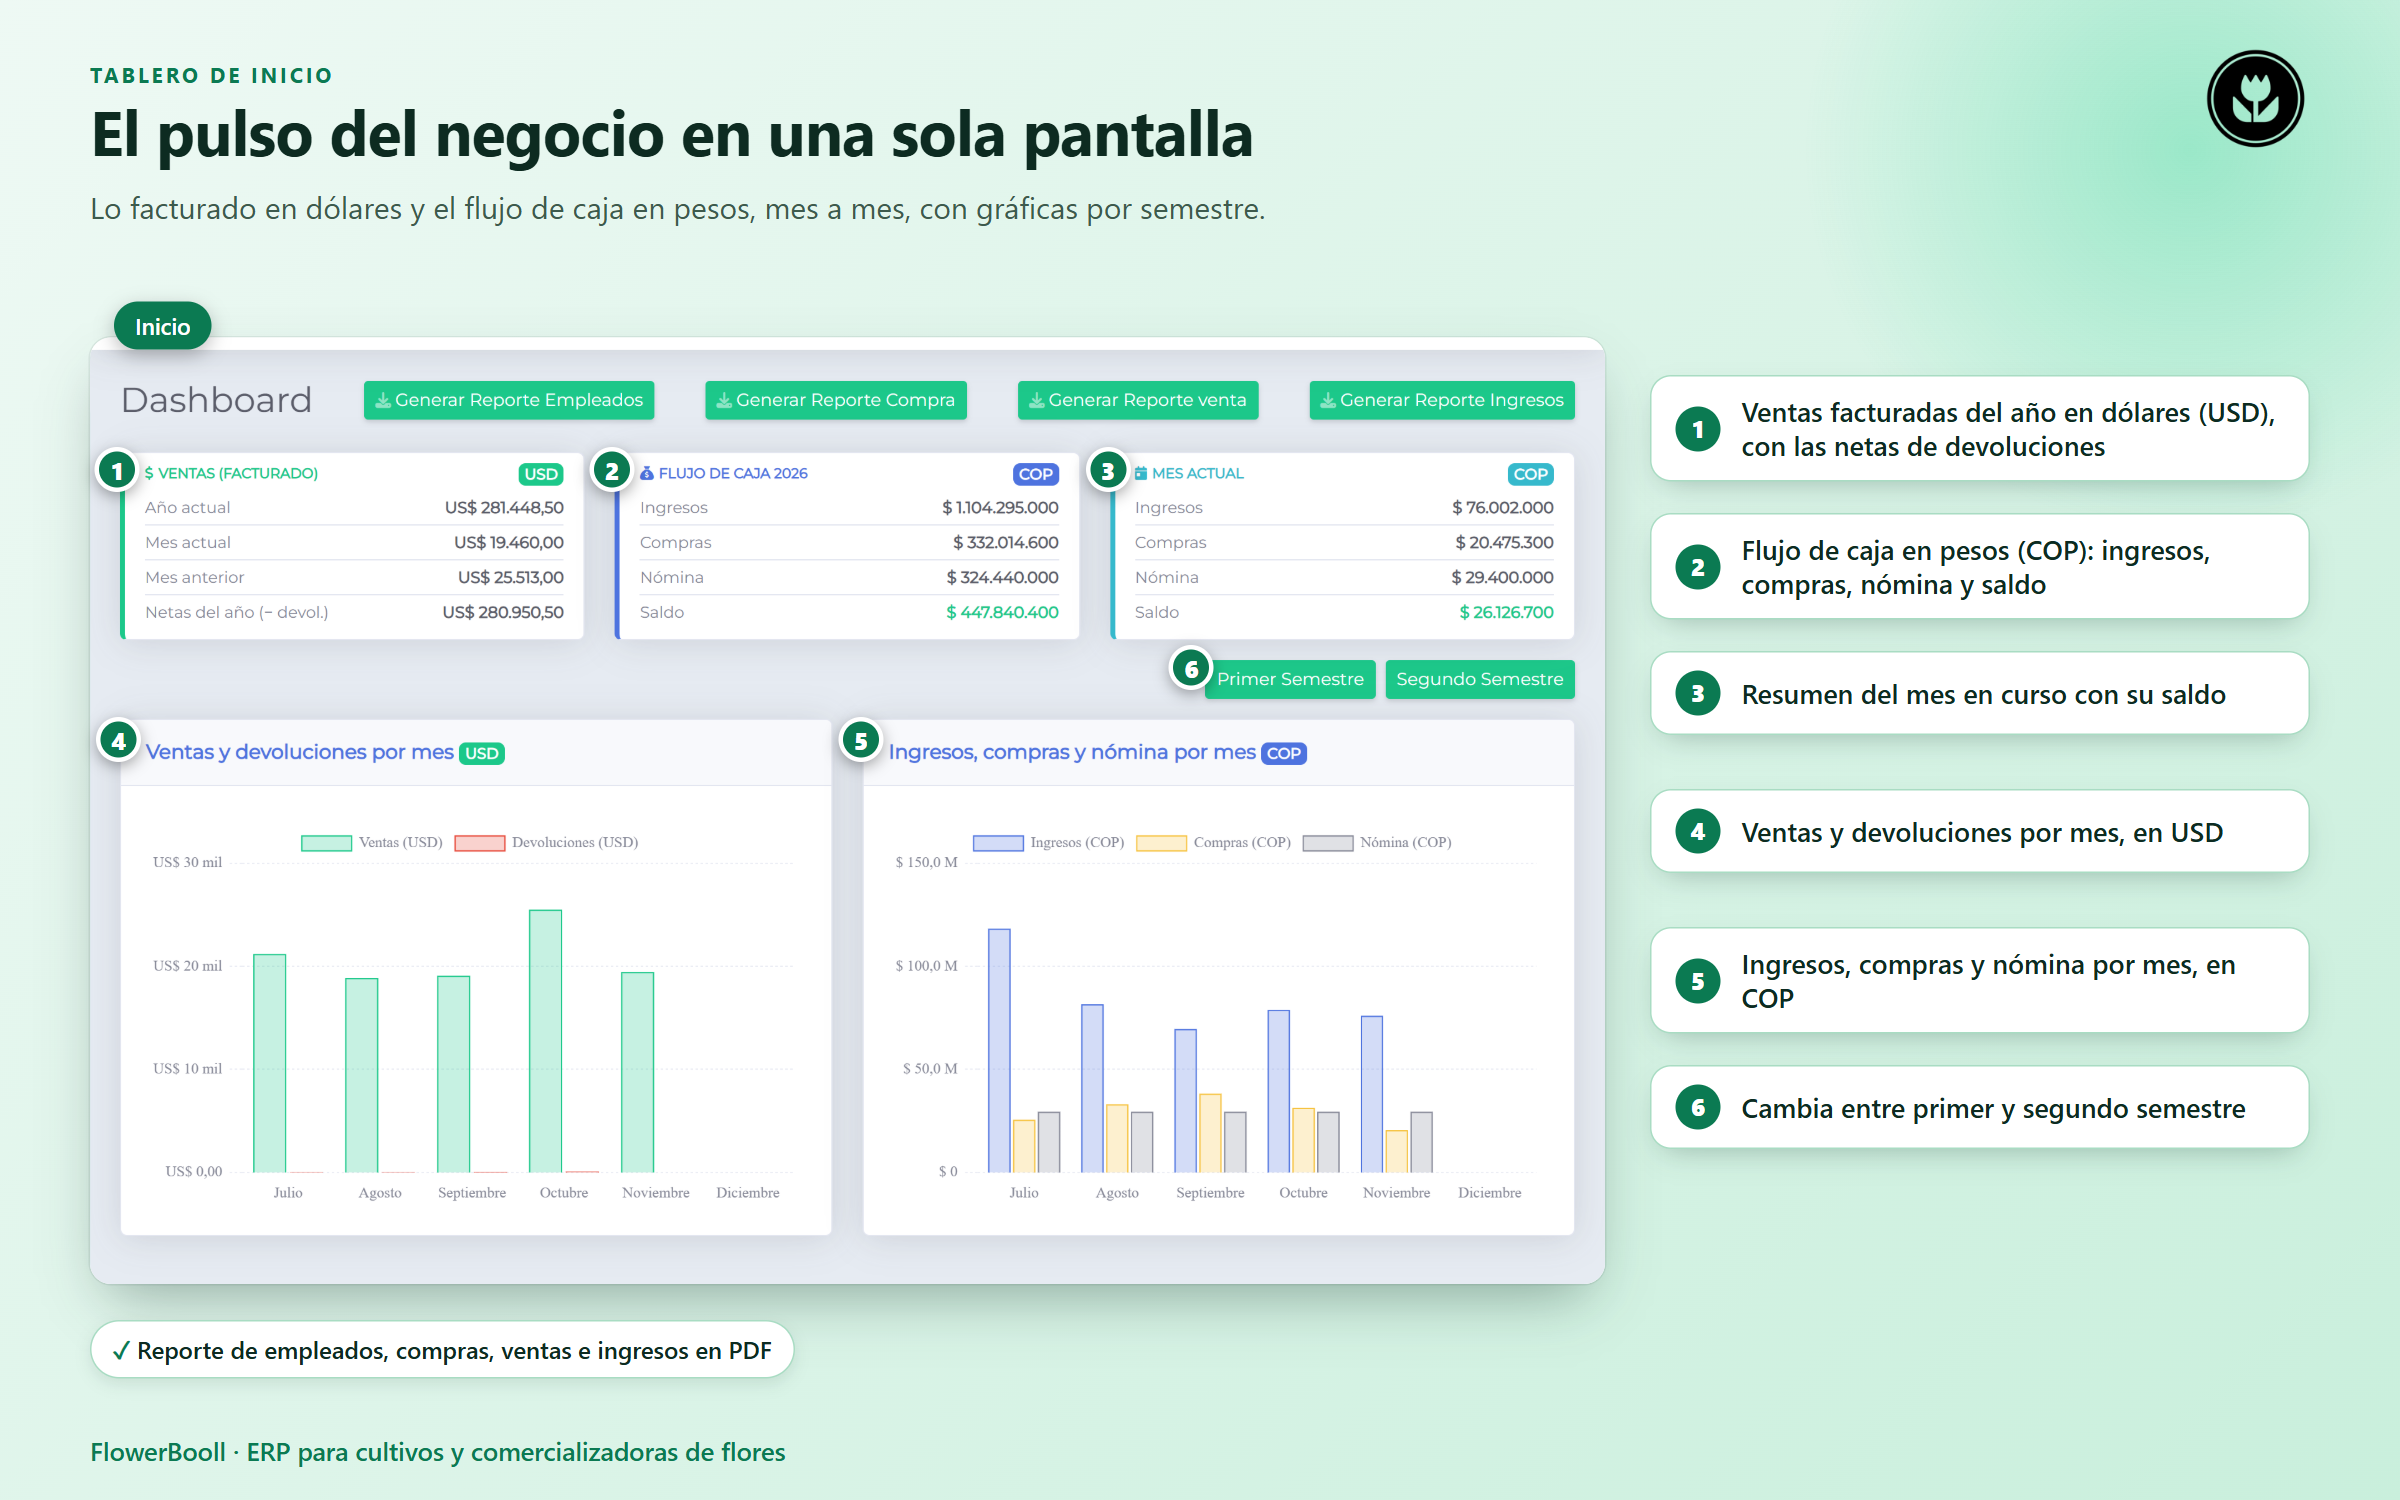 TABLERO DE INICIO
El pulso del negocio en una sola pantalla
Lo facturado en dólares y el flujo de caja en pesos, mes a mes, con gráficas por semestre.
Inicio
Dashboard
Generar Reporte Empleados
Generar Reporte Compra
Generar Reporte venta
Generar Reporte Ingresos
1
$ VENTAS (FACTURADO) USD
Año actual US$ 281.448,50
Mes actual US$ 19.460,00
Mes anterior US$ 25.513,00
Netas del año (− devol.) US$ 280.950,50
2
FLUJO DE CAJA 2026 COP
Ingresos $ 1.104.295.000
Compras $ 332.014.600
Nómina $ 324.440.000
Saldo $ 447.840.400
3
MES ACTUAL COP
Ingresos $ 76.002.000
Compras $ 20.475.300
Nómina $ 29.400.000
Saldo $ 26.126.700
6
Primer Semestre
Segundo Semestre
4
Ventas y devoluciones por mes USD
Ventas (USD) Devoluciones (USD)
US$ 30 mil
US$ 20 mil
US$ 10 mil
US$ 0,00
Julio Agosto Septiembre Octubre Noviembre Diciembre
5
Ingresos, compras y nómina por mes COP
Ingresos (COP) Compras (COP) Nómina (COP)
$ 150,0 M
$ 100,0 M
$ 50,0 M
$ 0
Julio Agosto Septiembre Octubre Noviembre Diciembre
1
Ventas facturadas del año en dólares (USD),
con las netas de devoluciones
2
Flujo de caja en pesos (COP): ingresos,
compras, nómina y saldo
3
Resumen del mes en curso con su saldo
4
Ventas y devoluciones por mes, en USD
5
Ingresos, compras y nómina por mes, en
COP
6
Cambia entre primer y segundo semestre
✓ Reporte de empleados, compras, ventas e ingresos en PDF
FlowerBooll · ERP para cultivos y comercializadoras de flores